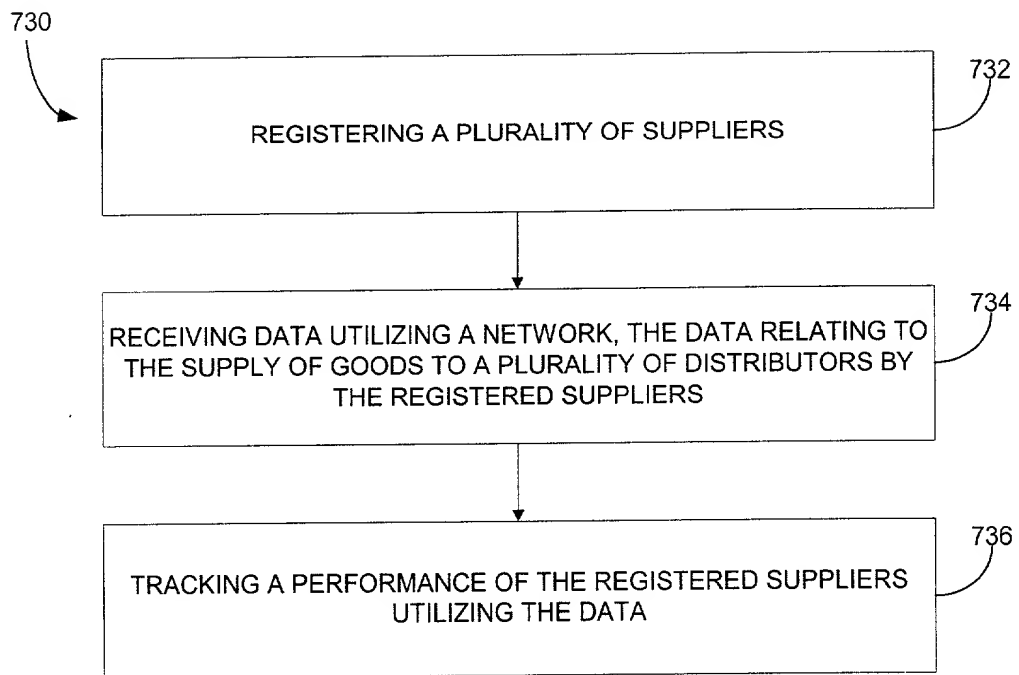 730
732
REGISTERING A PLURALITY OF SUPPLIERS
734
RECEIVING DATA UTILIZING A NETWORK, THE DATA RELATING TO
THE SUPPLY OF GOODS TO A PLURALITY OF DISTRIBUTORS BY
THE REGISTERED SUPPLIERS
736
TRACKING A PERFORMANCE OF THE REGISTERED SUPPLIERS
UTILIZING THE DATA